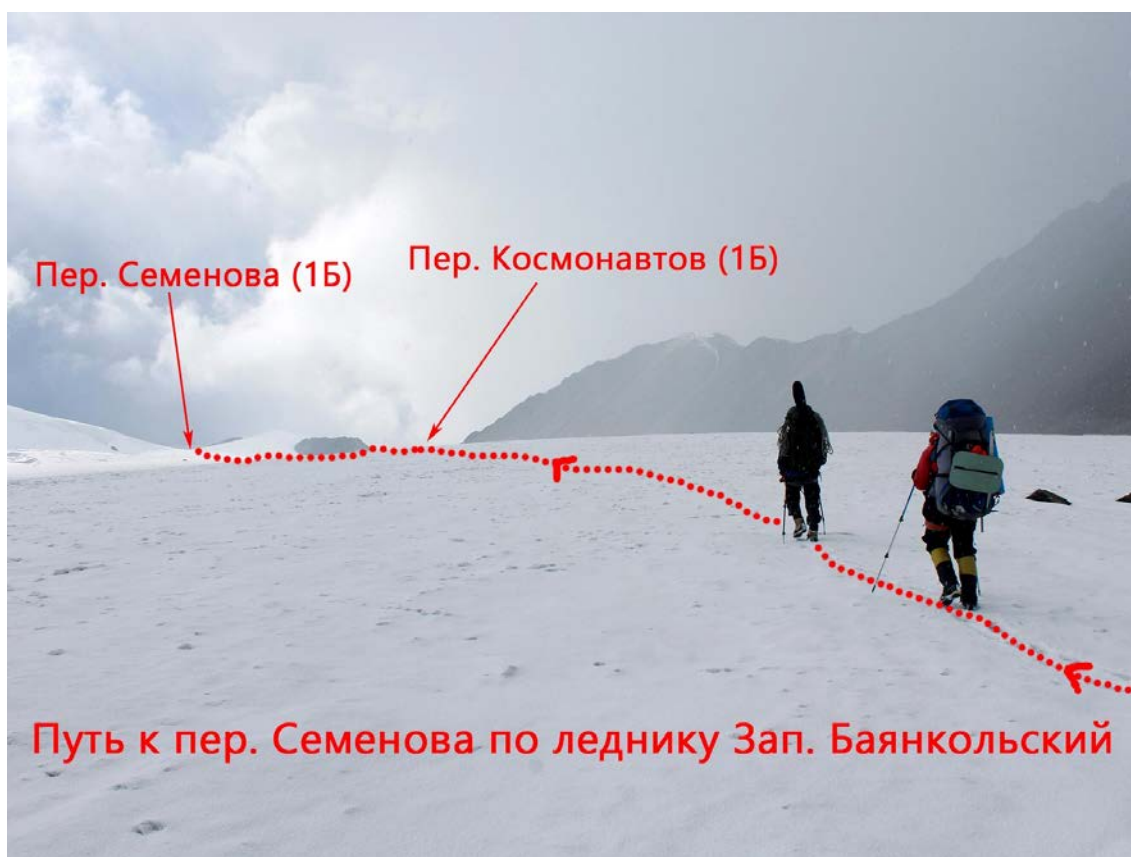 Пер. Семенова (1Б)
Пер. Космонавтов (1Б)
Путь к пер. Семенова по леднику Зап. Баянкольский